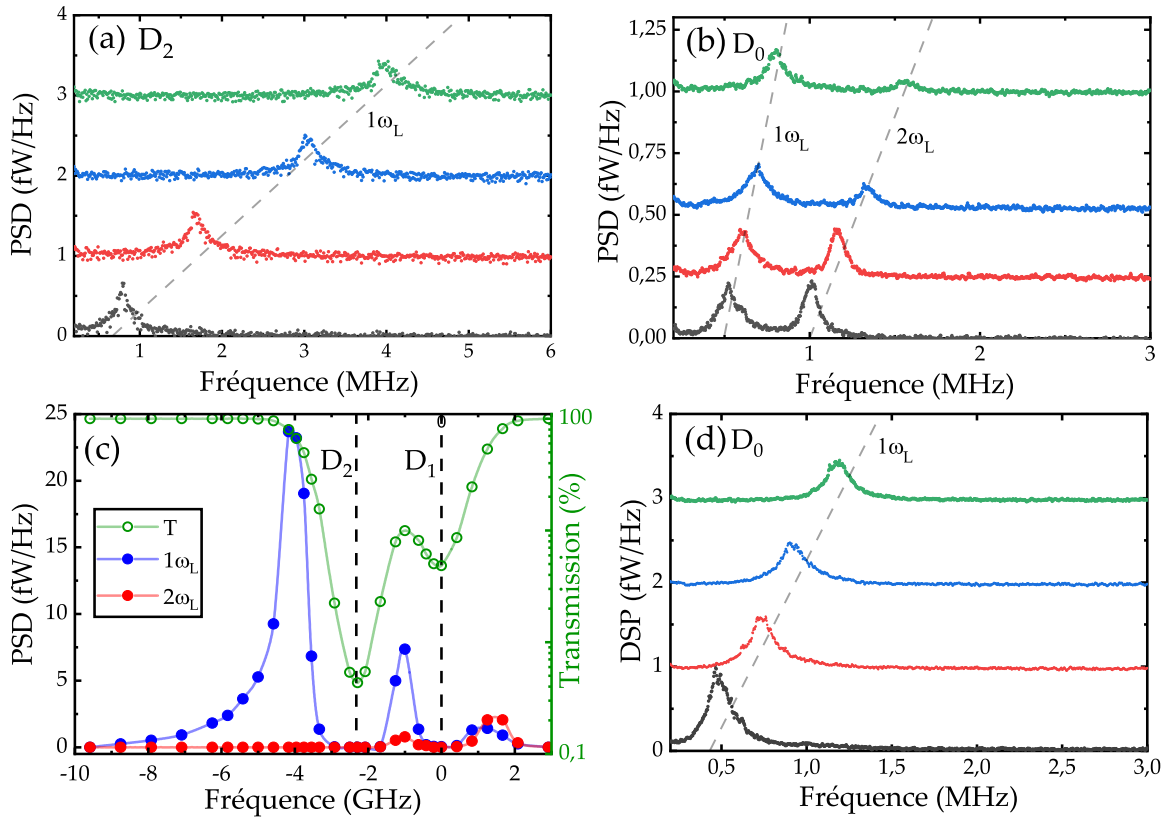 (a) D2
PSD (fW/Hz)
4
3
2
1
0
1ωL
1 2 3 4 5 6
Fréquence (MHz)
(b) D0
PSD (fW/Hz)
1,25
1,00
0,75
0,50
0,25
0,00
1ωL
2ωL
1 2 3
Fréquence (MHz)
(c)
PSD (fW/Hz)
25
20
15
10
5
0
D2
D1
0
T
1ωL
2ωL
100
0,1
Transmission (%)
-10 -8 -6 -4 -2 0 2
Fréquence (GHz)
(d) D0
DSP (fW/Hz)
4
3
2
1
0
1ωL
0,5 1,0 1,5 2,0 2,5 3,0
Fréquence (MHz)